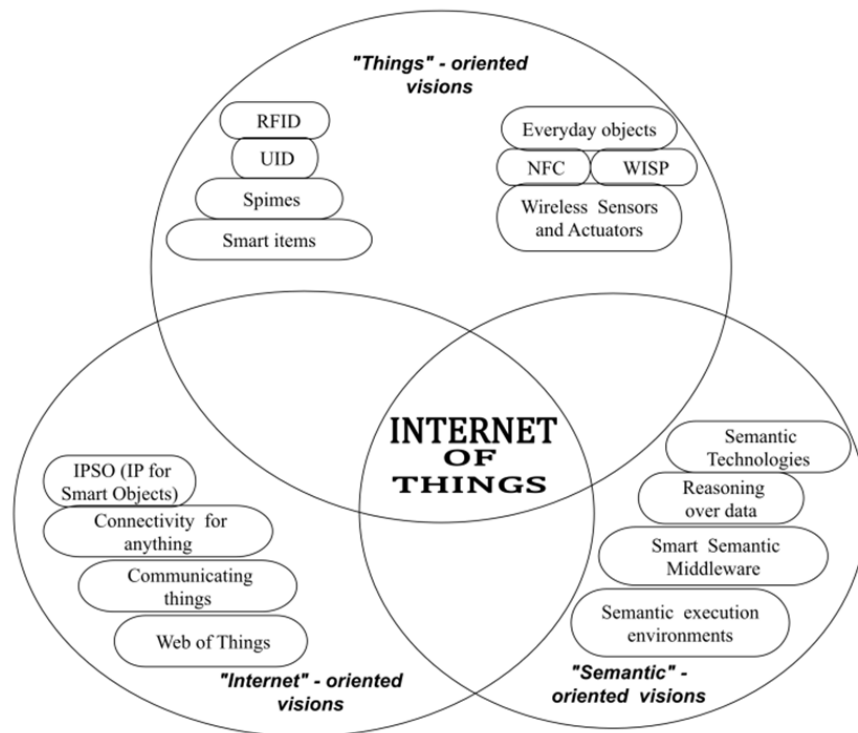 "Things" - oriented
visions
RFID
UID
Spimes
Smart items
Everyday objects
NFC
WISP
Wireless Sensors
and Actuators
INTERNET
OF
THINGS
IPSO (IP for
Smart Objects)
Connectivity for
anything
Communicating
things
Web of Things
"Internet" - oriented
visions
Semantic
Technologies
Reasoning
over data
Smart Semantic
Middleware
Semantic execution
environments
"Semantic" -
oriented visions